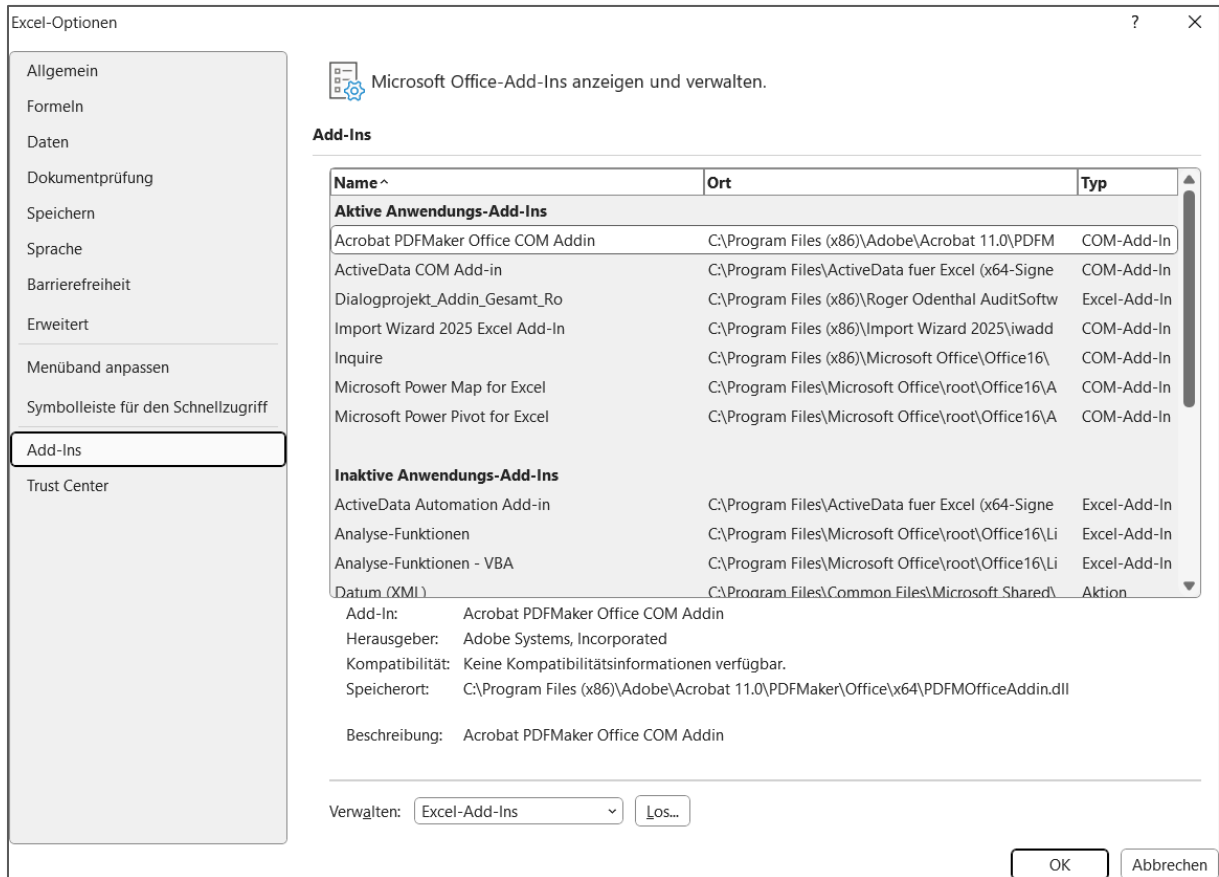 Excel-Optionen ?
Allgemein
Formeln
Daten
Dokumentprüfung
Speichern
Sprache
Barrierefreiheit
Erweitert
Menüband anpassen
Symbolleiste für den Schnellzugriff
Add-Ins
Trust Center
Microsoft Office-Add-Ins anzeigen und verwalten.
Add-Ins
Name Ort Typ
Aktive Anwendungs-Add-Ins
Acrobat PDFMaker Office COM Addin C:\Program Files (x86)\Adobe\Acrobat 11.0\PDFM COM-Add-In
ActiveData COM Add-in C:\Program Files\ActiveData fuer Excel (x64-Signe COM-Add-In
Dialogprojekt_Addin_Gesamt_Ro C:\Program Files (x86)\Roger Odenthal AuditSoftw Excel-Add-In
Import Wizard 2025 Excel Add-In C:\Program Files (x86)\Import Wizard 2025\iwadd COM-Add-In
Inquire C:\Program Files (x86)\Microsoft Office\Office16\ COM-Add-In
Microsoft Power Map for Excel C:\Program Files\Microsoft Office\root\Office16\A COM-Add-In
Microsoft Power Pivot for Excel C:\Program Files\Microsoft Office\root\Office16\A COM-Add-In
Inaktive Anwendungs-Add-Ins
ActiveData Automation Add-in C:\Program Files\ActiveData fuer Excel (x64-Signe Excel-Add-In
Analyse-Funktionen C:\Program Files\Microsoft Office\root\Office16\Li Excel-Add-In
Analyse-Funktionen - VBA C:\Program Files\Microsoft Office\root\Office16\Li Excel-Add-In
Datum (XML) C:\Program Files\Common Files\Microsoft Shared\ Aktion
Add-In: Acrobat PDFMaker Office COM Addin
Herausgeber: Adobe Systems, Incorporated
Kompatibilität: Keine Kompatibilitätsinformationen verfügbar.
Speicherort: C:\Program Files (x86)\Adobe\Acrobat 11.0\PDFMaker\Office\x64\PDFMOfficeAddin.dll
Beschreibung: Acrobat PDFMaker Office COM Addin
Verwalten: Excel-Add-Ins Los...
OK Abbrechen